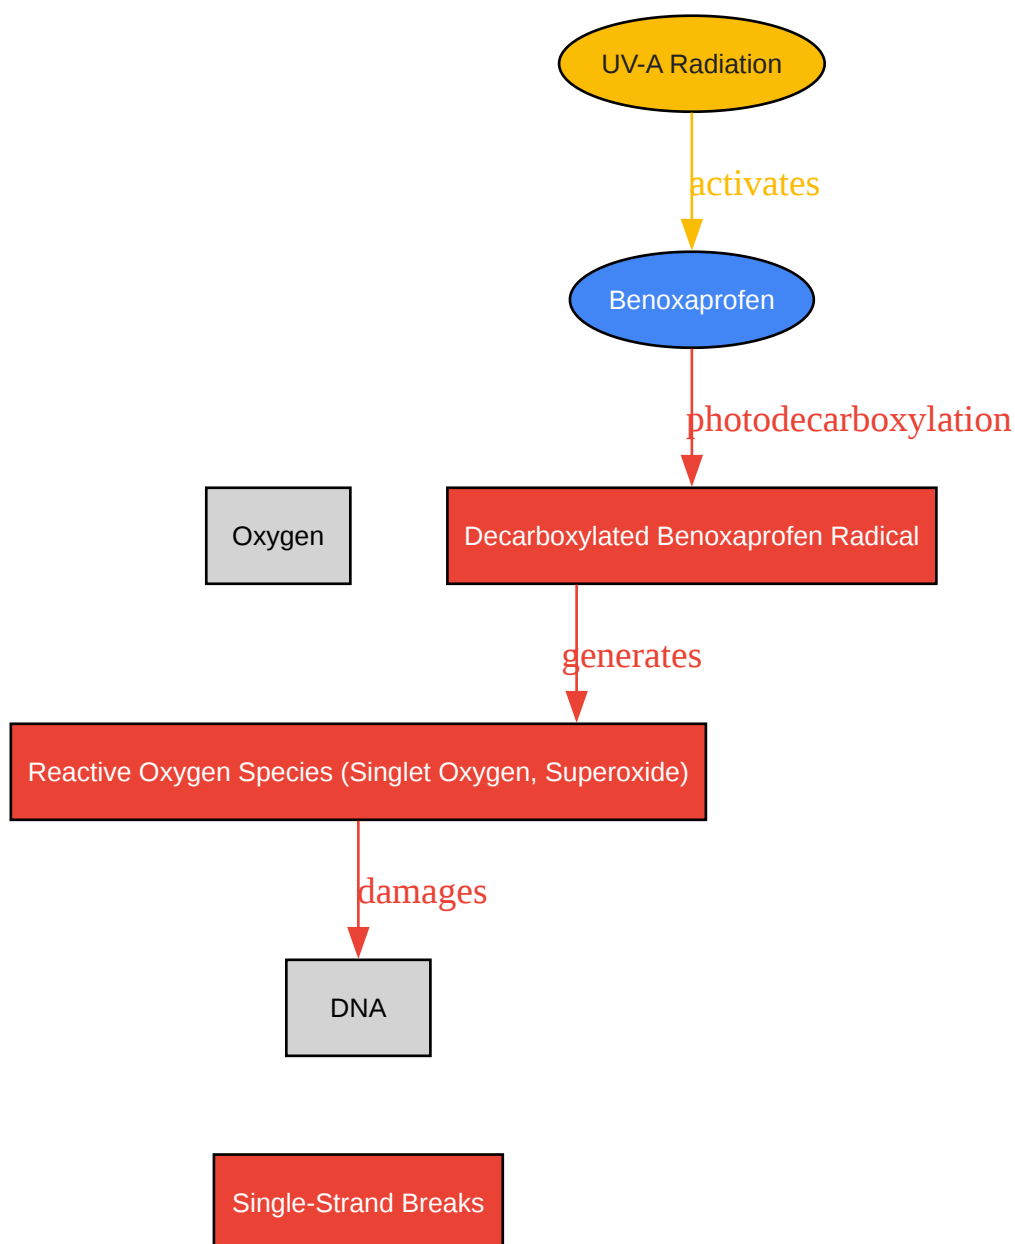 UV-A Radiation
activates
Benoxaprofen
photodecarboxylation
Oxygen
Decarboxylated Benoxaprofen Radical
generates
Reactive Oxygen Species (Singlet Oxygen, Superoxide)
damages
DNA
Single-Strand Breaks